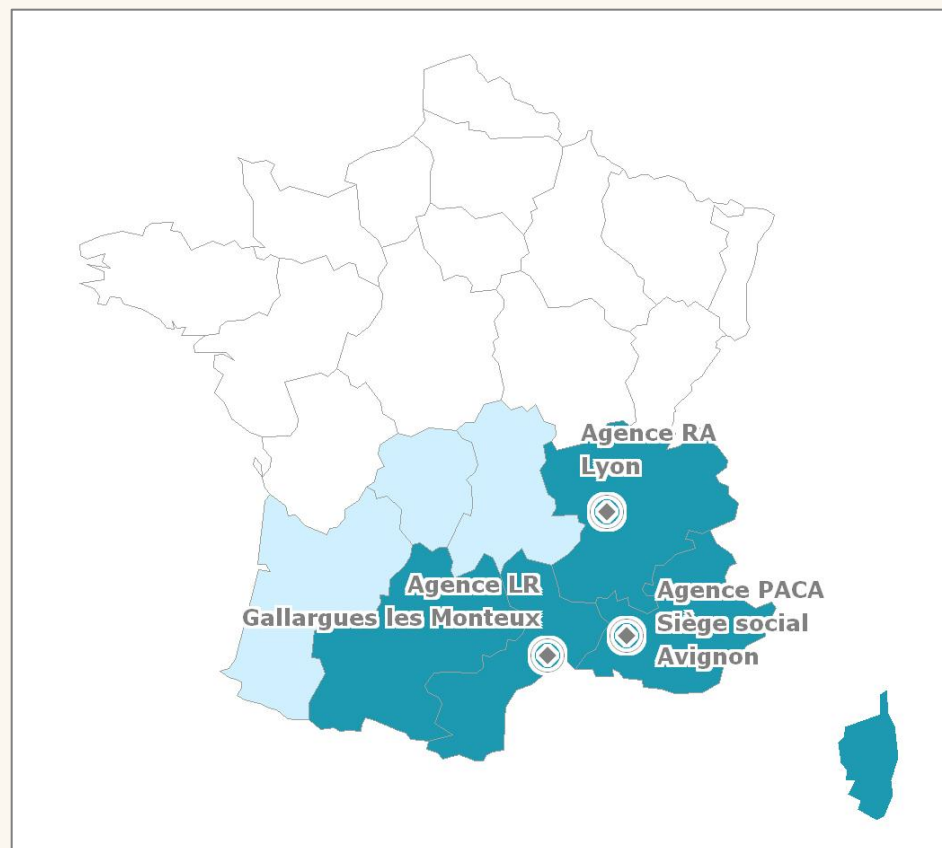 Agence RA
Lyon
Agence LR
Gallargues les Monteux
Agence PACA
Siège social
Avignon